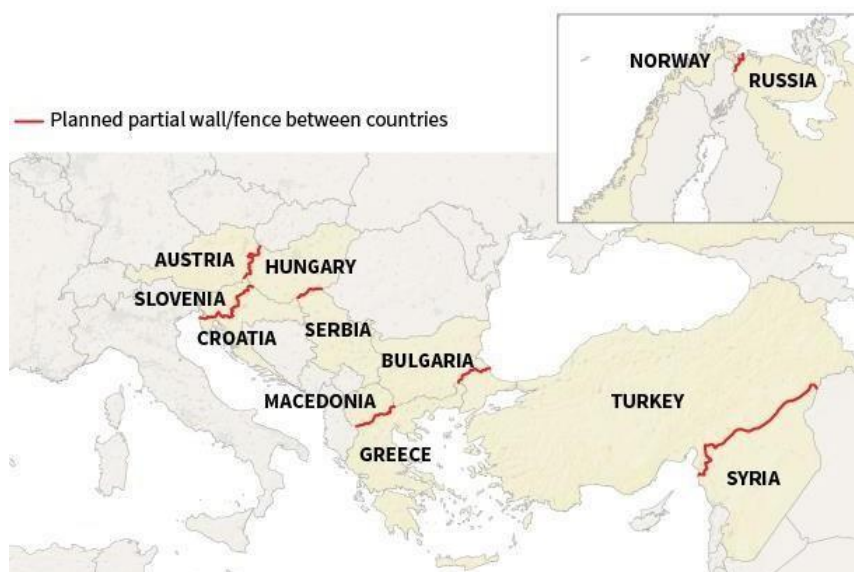 NORWAY
RUSSIA
Planned partial wall/fence between countries
AUSTRIA
HUNGARY
SLOVENIA
CROATIA
SERBIA
BULGARIA
MACEDONIA
TURKEY
GREECE
SYRIA